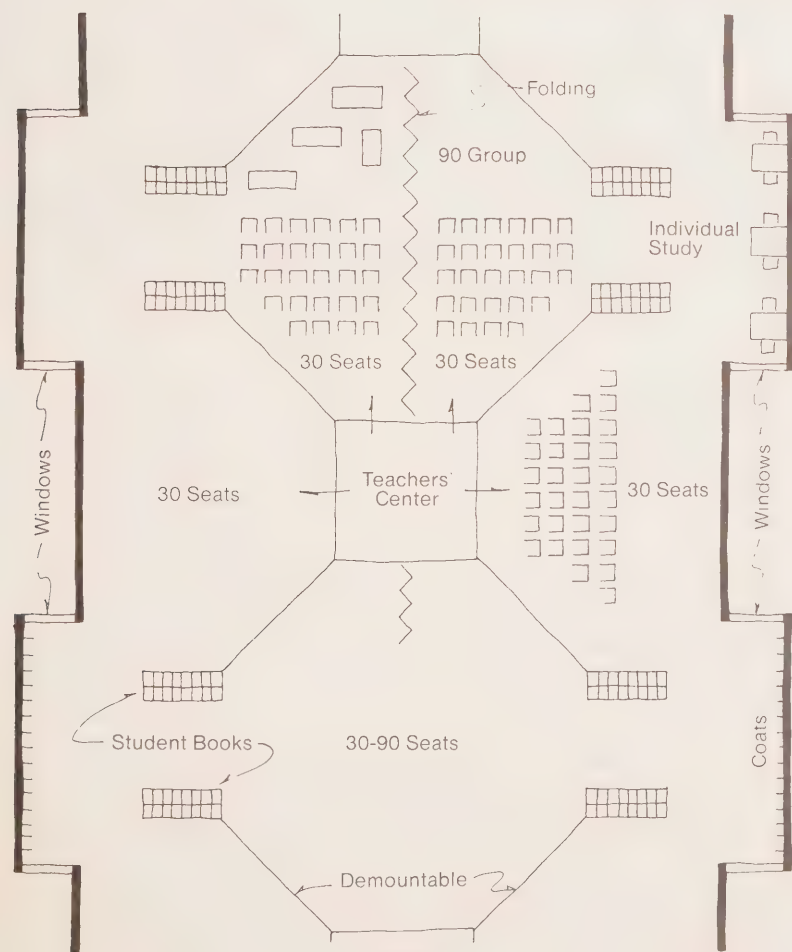 Folding
90 Group
Individual
Study
30 Seats
30 Seats
Windows
30 Seats
Teachers'
Center
30 Seats
Windows
Student Books
30-90 Seats
Coats
Demountable